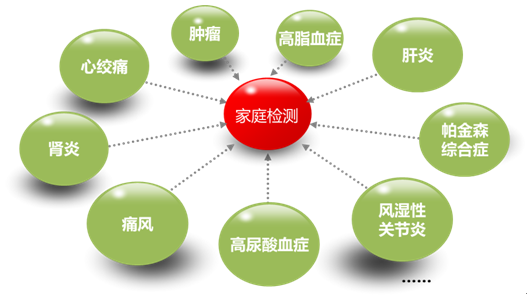 肿瘤
高脂血症
心绞痛
肝炎
家庭检测
肾炎
帕金森
综合症
痛风
高尿酸血症
风湿性
关节炎
······